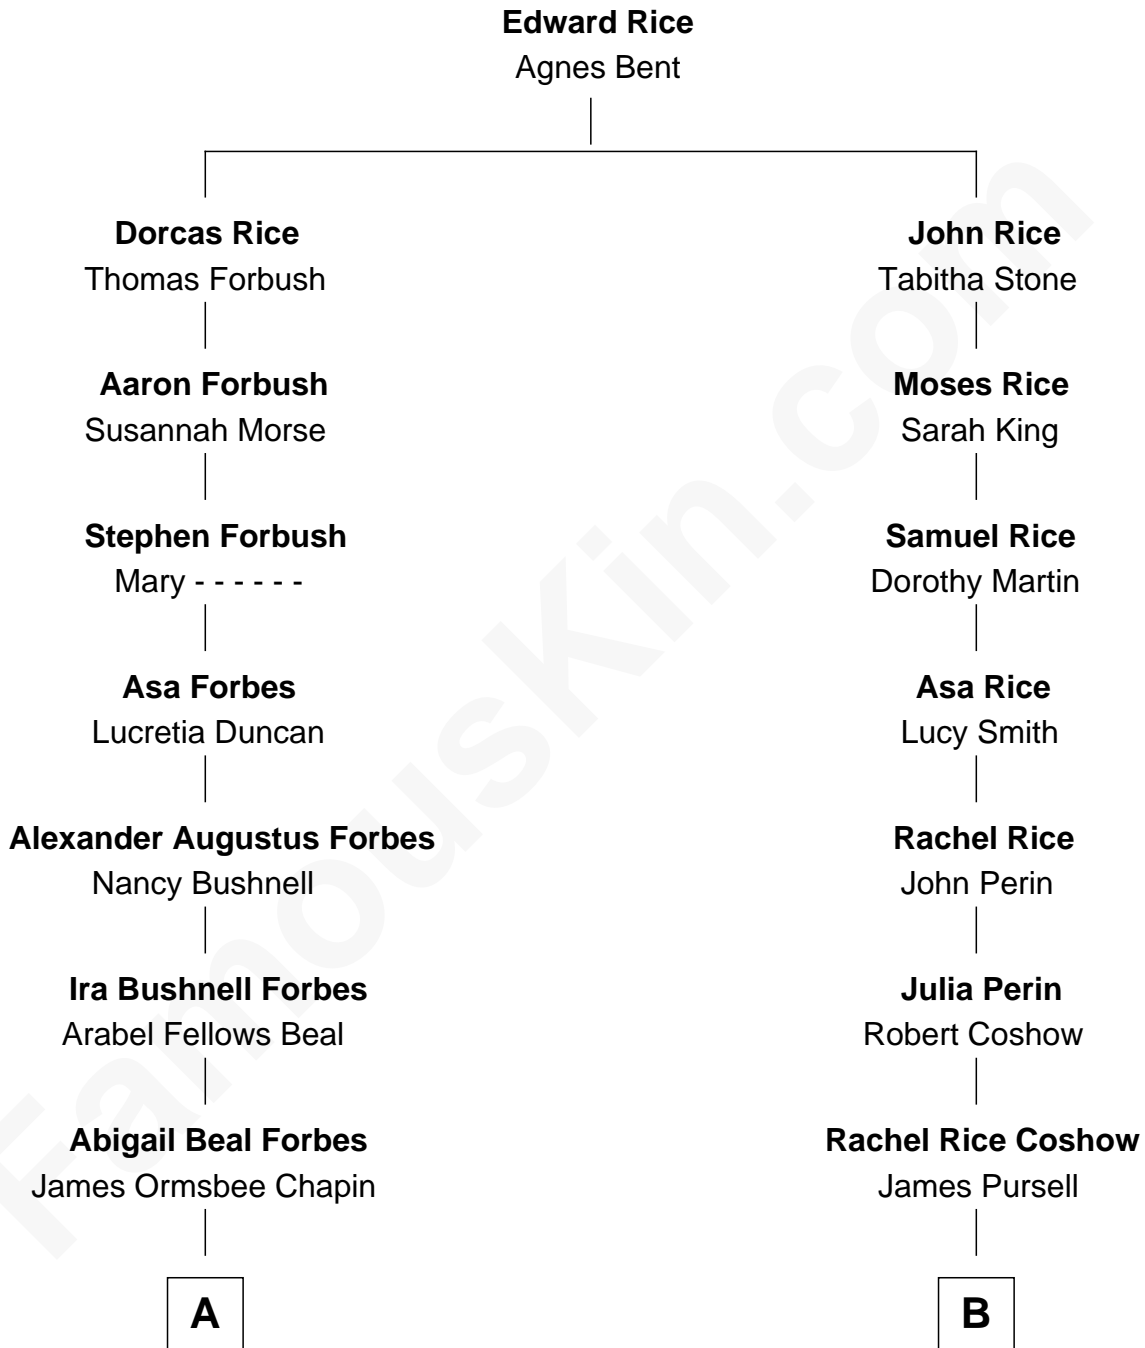 Edward Rice
Agnes Bent
Dorcas Rice
Thomas Forbush
John Rice
Tabitha Stone
Aaron Forbush
Susannah Morse
Moses Rice
Sarah King
Stephen Forbush
Mary - - - - - -
Samuel Rice
Dorothy Martin
Asa Forbes
Lucretia Duncan
Asa Rice
Lucy Smith
Alexander Augustus Forbes
Nancy Bushnell
Rachel Rice
John Perin
Ira Bushnell Forbes
Arabel Fellows Beal
Julia Perin
Robert Coshow
Abigail Beal Forbes
James Ormsbee Chapin
Rachel Rice Coshow
James Pursell
A
B
FamousKin.com